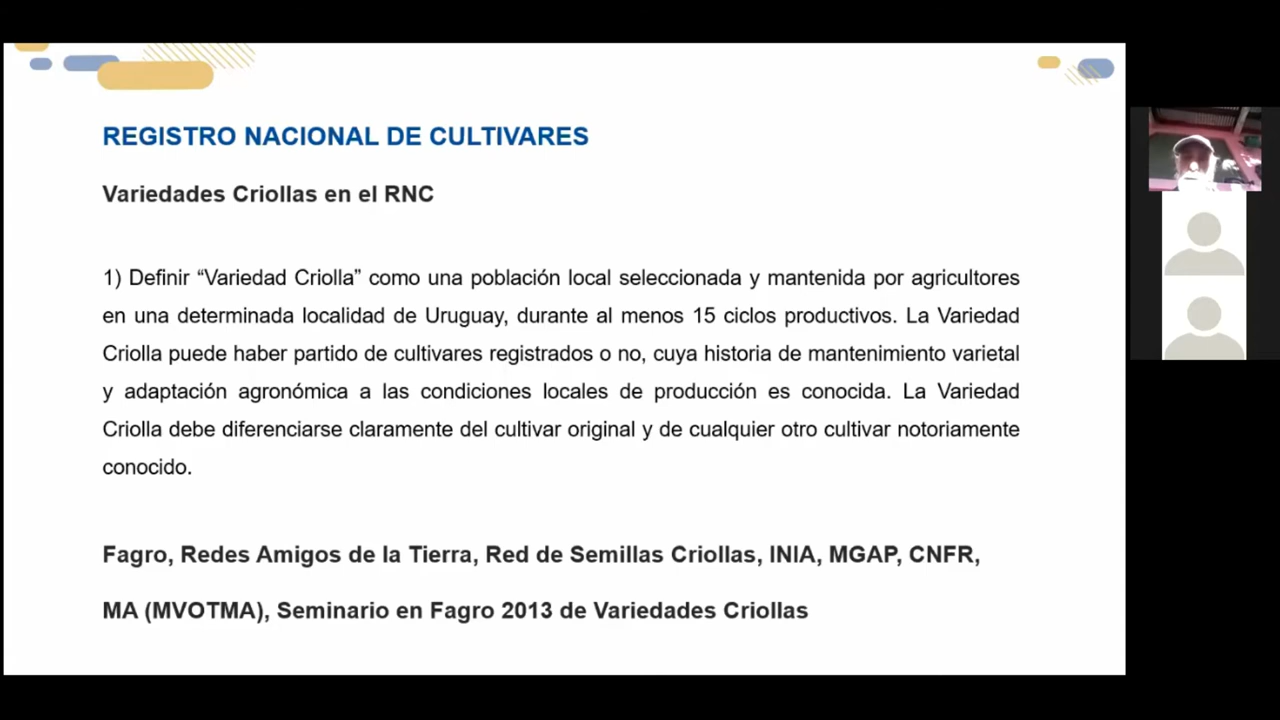 REGISTRO NACIONAL DE CULTIVARES
Variedades Criollas en el RNC
1) Definir “Variedad Criolla” como una población local seleccionada y mantenida por agricultores
en una determinada localidad de Uruguay, durante al menos 15 ciclos productivos. La Variedad
Criolla puede haber partido de cultivares registrados o no, cuya historia de mantenimiento varietal
y adaptación agronómica a las condiciones locales de producción es conocida. La Variedad
Criolla debe diferenciarse claramente del cultivar original y de cualquier otro cultivar notoriamente
conocido.
Fagro, Redes Amigos de la Tierra, Red de Semillas Criollas, INIA, MGAP, CNFR,
MA (MVOTMA), Seminario en Fagro 2013 de Variedades Criollas